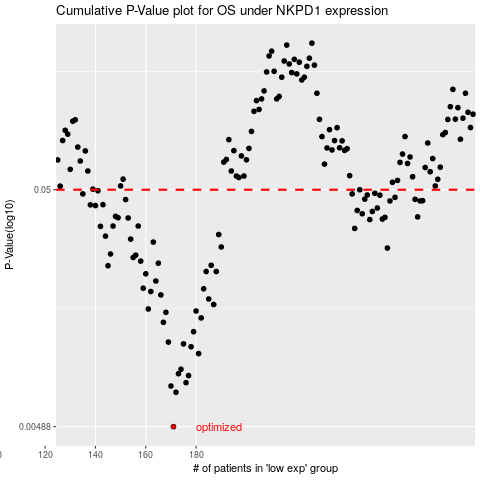 Cumulative P-Value plot for OS under NKPD1 expression
P-Value(log10)
0.05
0.00488
optimized
0 120 140 160 180
# of patients in 'low exp' group